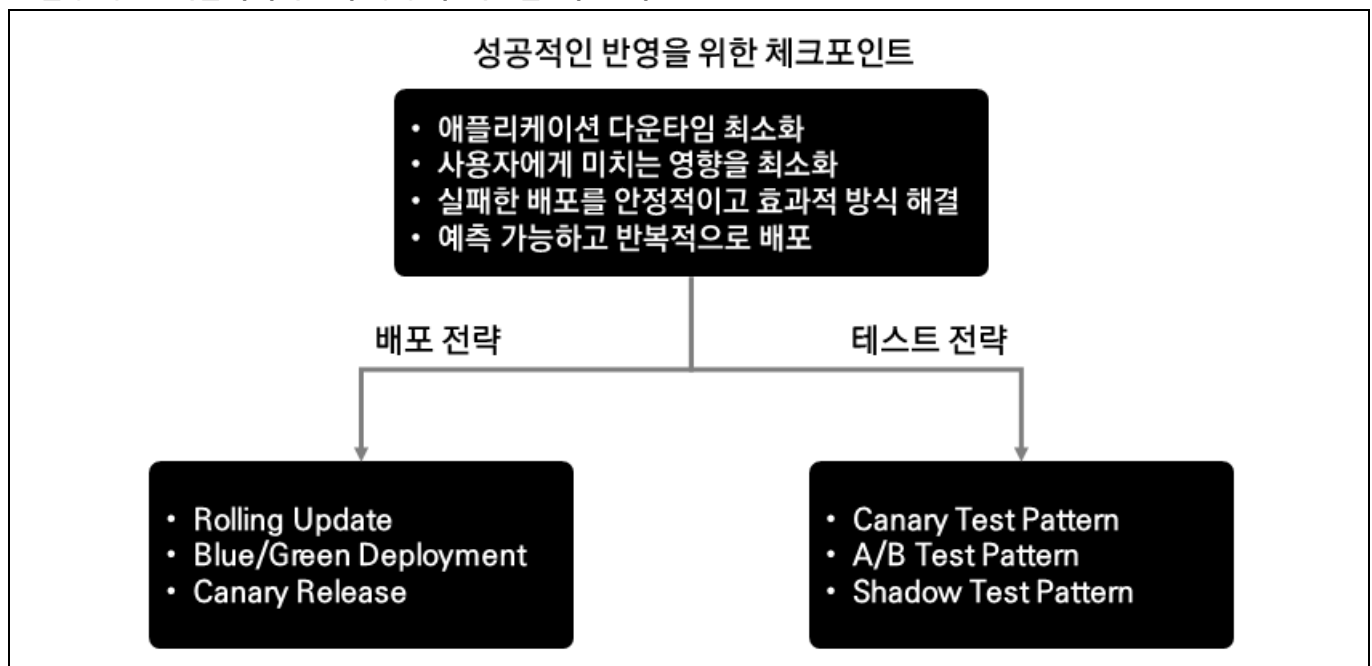 성공적인 반영을 위한 체크포인트
• 애플리케이션 다운타임 최소화
• 사용자에게 미치는 영향을 최소화
• 실패한 배포를 안정적이고 효과적 방식 해결
• 예측 가능하고 반복적으로 배포
배포 전략
테스트 전략
• Rolling Update
• Blue/Green Deployment
• Canary Release
• Canary Test Pattern
• A/B Test Pattern
• Shadow Test Pattern